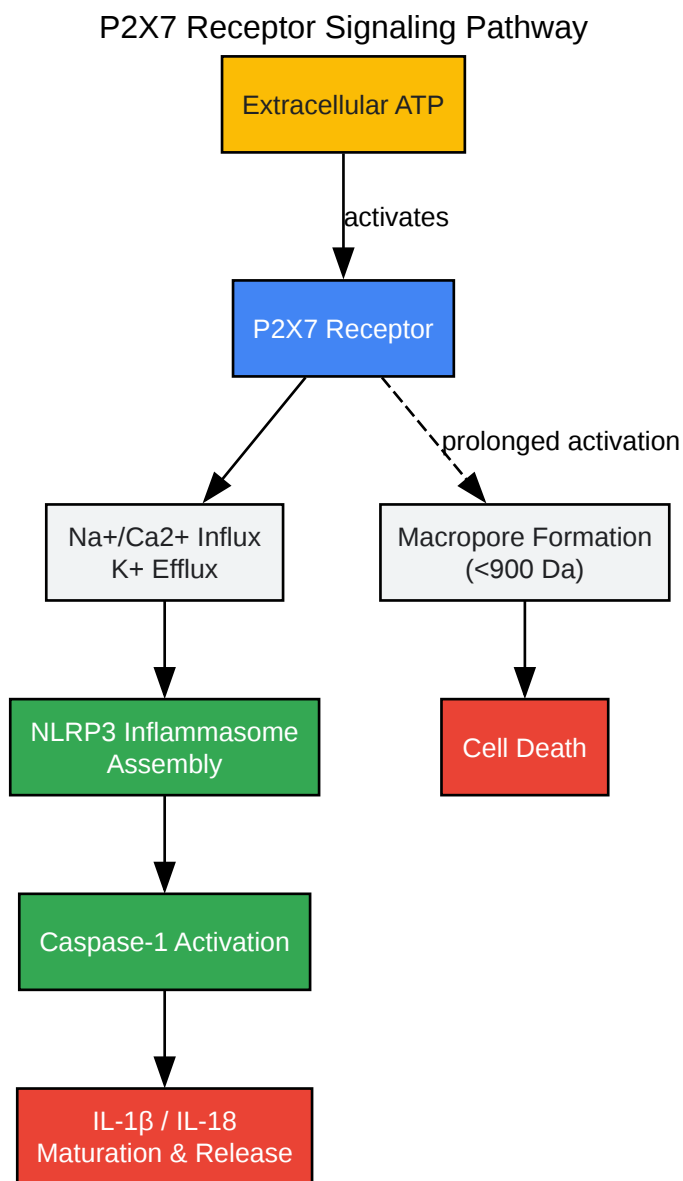 P2X7 Receptor Signaling Pathway
Extracellular ATP
activates
P2X7 Receptor
prolonged activation
Na+/Ca2+ Influx
K+ Efflux
Macropore Formation
(<900 Da)
NLRP3 Inflammasome
Assembly
Cell Death
Caspase-1 Activation
IL-1β / IL-18
Maturation & Release